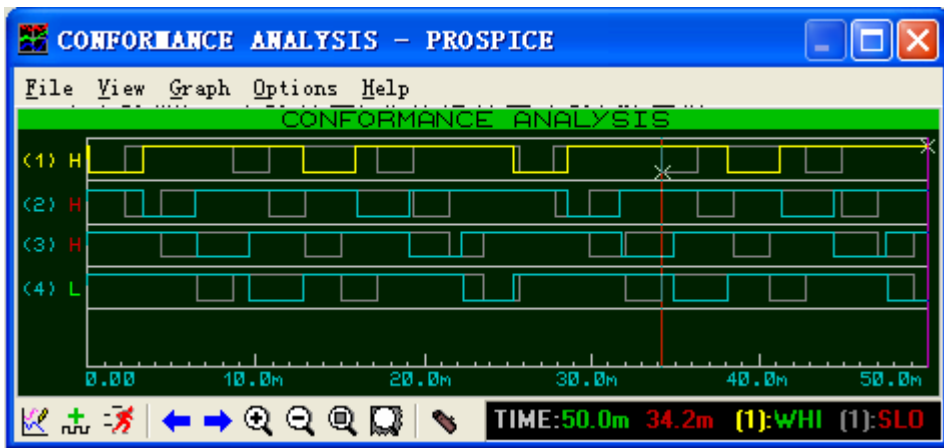 CONFORMANCE ANALYSIS - PROSPICE
File View Graph Options Help
CONFORMANCE ANALYSIS
(1) H
(2) H
(3) H
(4) L
0.00 10.0m 20.0m 30.0m 40.0m 50.0m
TIME:50.0m 34.2m (1):WHI (1):SLO